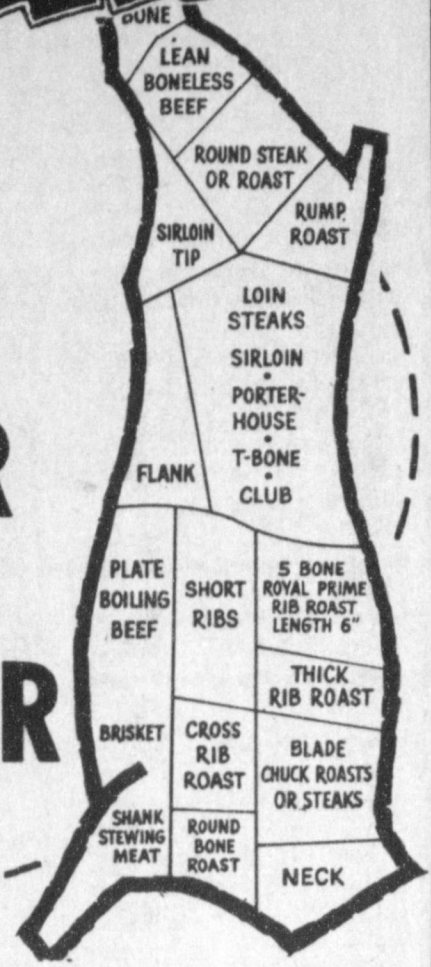 LEAN
BONELESS
BEEF
ROUND STEAK
OR ROAST
RUMP
ROAST
SIRLOIN
TIP
LOIN
STEAKS
SIRLOIN
•
PORTER-
HOUSE
•
T-BONE
•
CLUB
FLANK
R
PLATE
BOILING
BEEF
SHORT
RIBS
5 BONE
ROYAL PRIME
RIB ROAST
LENGTH 6"
THICK
RIB ROAST
R
BRISKET
CROSS
RIB
ROAST
BLADE
CHUCK ROASTS
OR STEAKS
SHANK
STEWING
MEAT
ROUND
BONE
ROAST
NECK